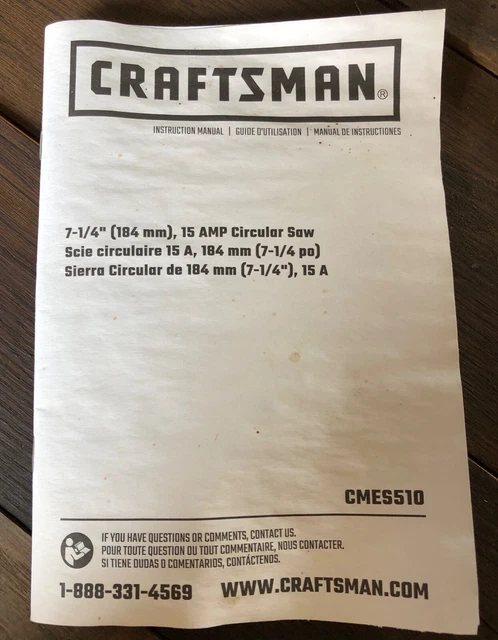 CRAFTSMAN®
INSTRUCTION MANUAL | GUIDE D'UTILISATION | MANUAL DE INSTRUCTIONES
7-1/4" (184 mm), 15 AMP Circular Saw
Scie circulaire 15 A, 184 mm (7-1/4 po)
Sierra Circular de 184 mm (7-1/4"), 15 A
CMES510
IF YOU HAVE QUESTIONS OR COMMENTS, CONTACT US.
POUR TOUTE QUESTION OU TOUT COMMENTAIRE, NOUS CONTACTER.
SI TIENE DUDAS O COMENTARIOS, CONTÁCTENOS.
1-888-331-4569 WWW.CRAFTSMAN.COM